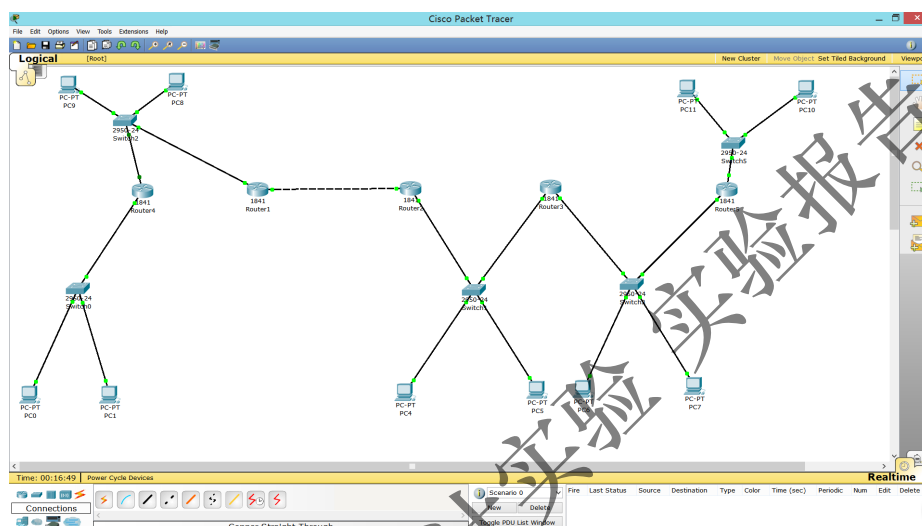 Cisco Packet Tracer
File Edit Options View Tools Extensions Help
Logical [Root] New Cluster Move Object Set Tiled Background Viewpo
PC-PT
PC9
PC-PT
PC8
2950-24
Switch2
PC-PT
PC11
PC-PT
PC10
2950-24
Switch5
1841
Router4
1841
Router1
1841
1841
Router3
1841
2950-24
Switch0
2950-24
2950-24
PC-PT
PC0
PC-PT
PC1
PC-PT
PC4
PC-PT
PC5
PC-PT
PC6
PC-PT
PC7
实验报告
实验
Time: 00:16:49 Power Cycle Devices Realtime
Connections
Scenario 0
New Delete
Toggle PDU List Window
Fire Last Status Source Destination Type Color Time (sec) Periodic Num Edit Delete
Copper Straight-Through